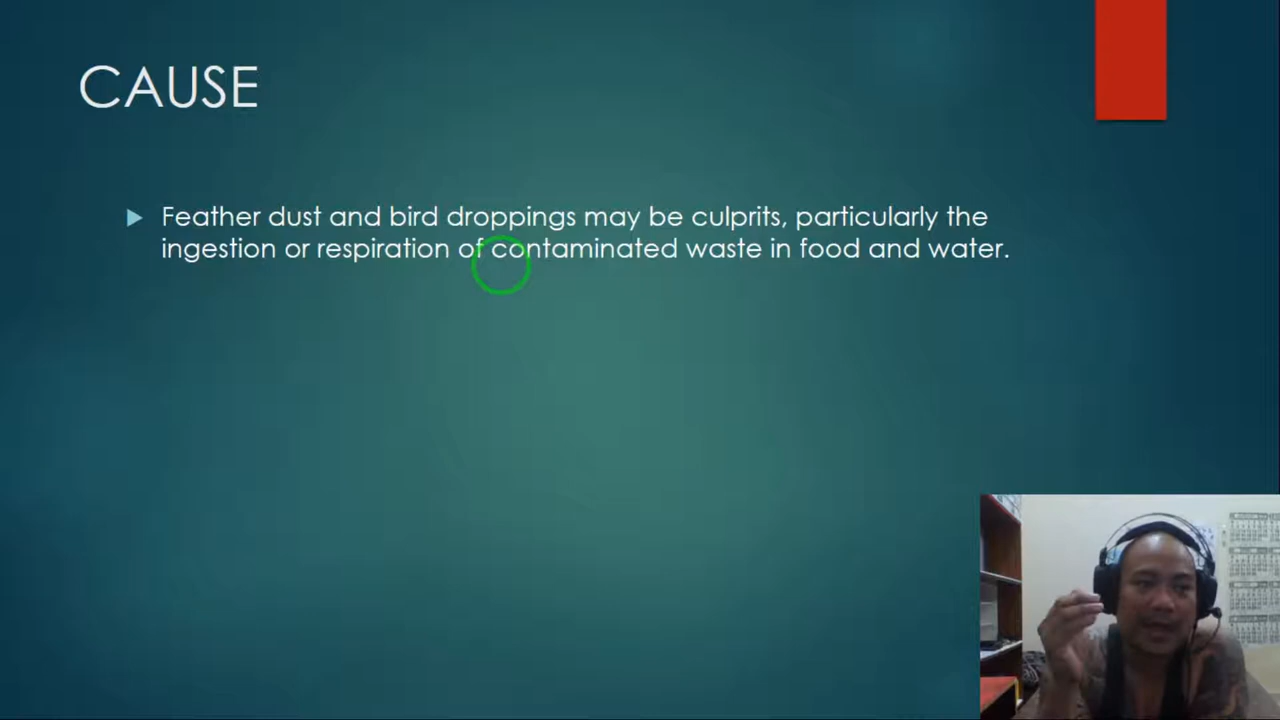 CAUSE
Feather dust and bird droppings may be culprits, particularly the
ingestion or respiration of contaminated waste in food and water.